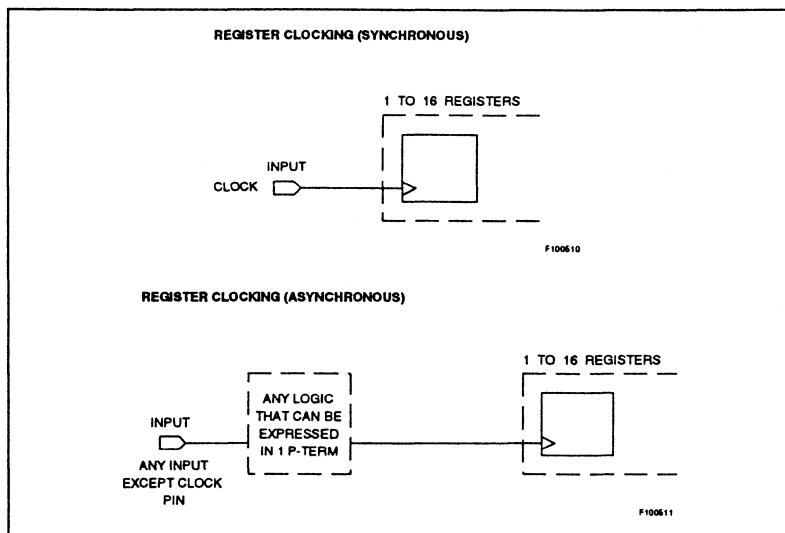 REGISTER CLOCKING (SYNCHRONOUS)
1 TO 16 REGISTERS
INPUT
CLOCK
F100510
REGISTER CLOCKING (ASYNCHRONOUS)
1 TO 16 REGISTERS
ANY LOGIC
THAT CAN BE
EXPRESSED
IN 1 P-TERM
INPUT
ANY INPUT
EXCEPT CLOCK
PIN
F100511